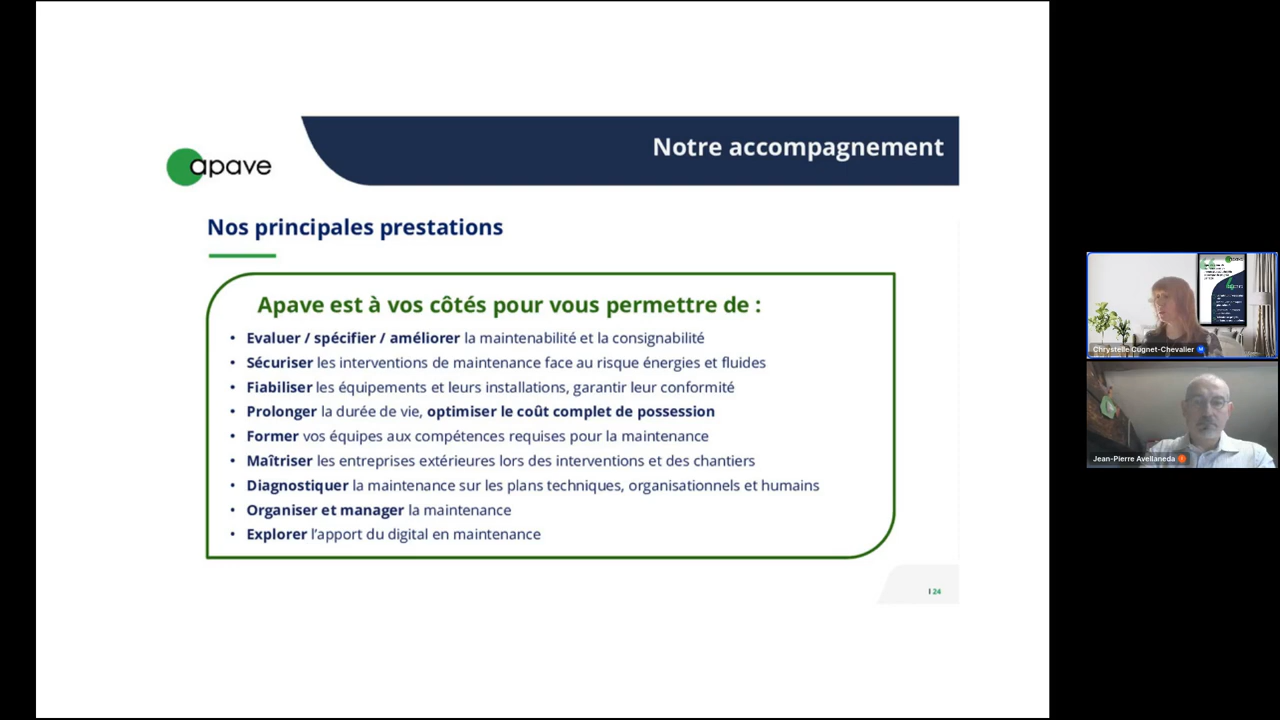 Notre accompagnement
apave
Nos principales prestations
Apave est à vos côtés pour vous permettre de :
• Evaluer / spécifier / améliorer la maintenabilité et la consignabilité
• Sécuriser les interventions de maintenance face au risque énergies et fluides
• Fiabiliser les équipements et leurs installations, garantir leur conformité
• Prolonger la durée de vie, optimiser le coût complet de possession
• Former vos équipes aux compétences requises pour la maintenance
• Maîtriser les entreprises extérieures lors des interventions et des chantiers
• Diagnostiquer la maintenance sur les plans techniques, organisationnels et humains
• Organiser et manager la maintenance
• Explorer l’apport du digital en maintenance
I 24
apave
Chrystelle Cugnet-Chevalier
Jean-Pierre Avellaneda